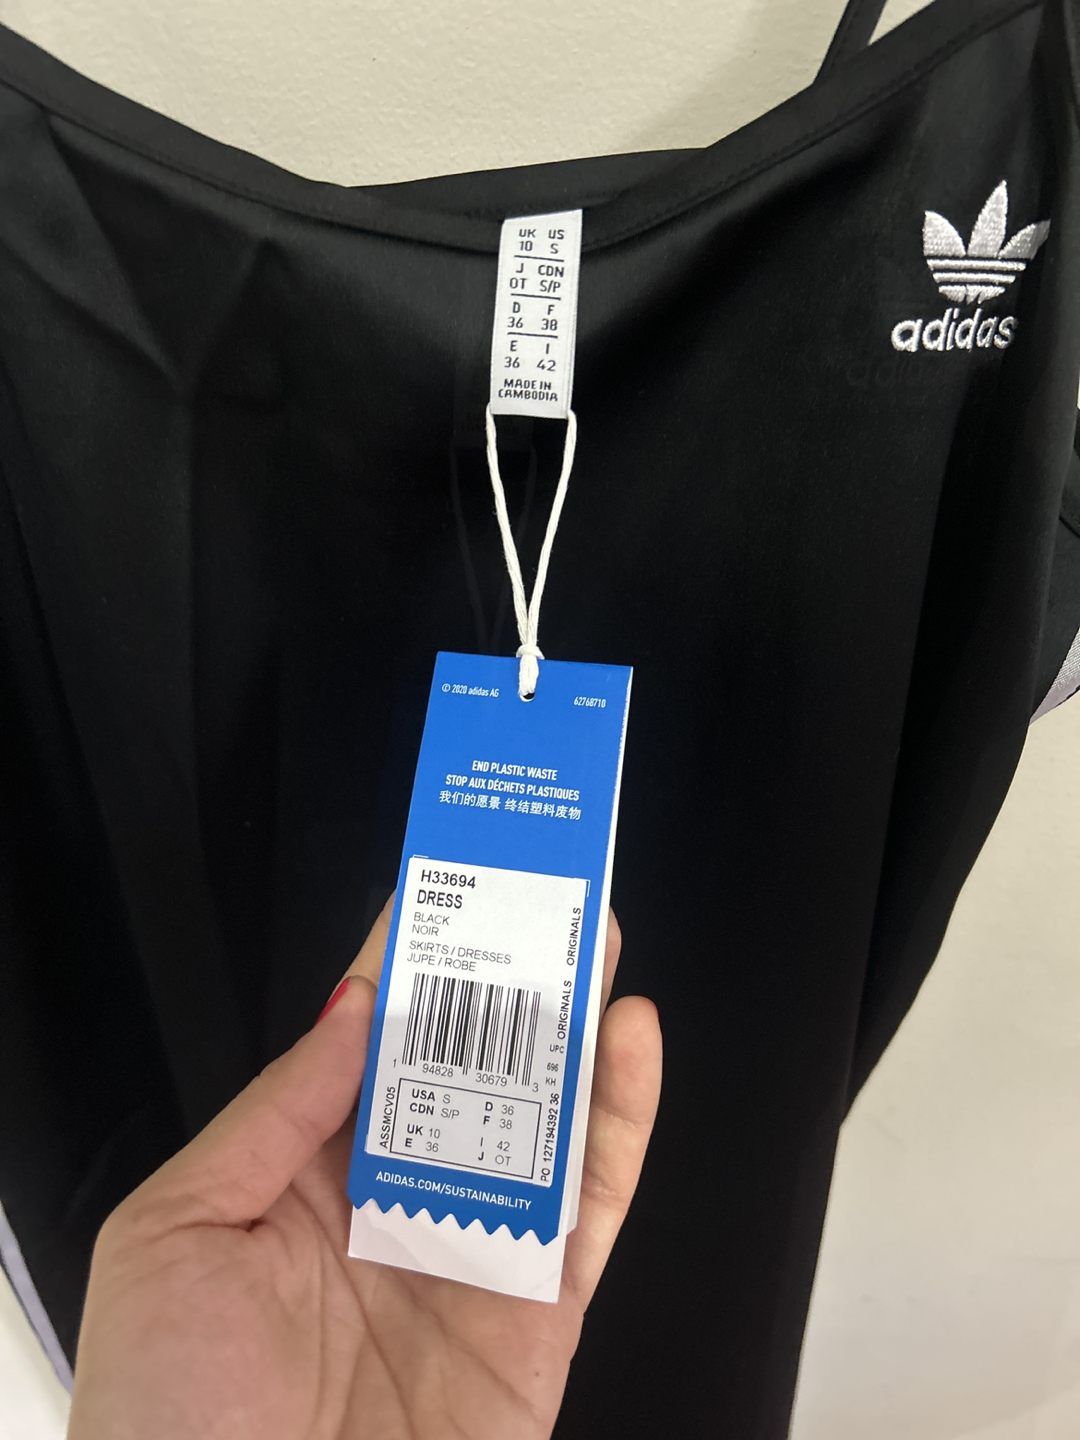 UK US
10 S
J CDN
OT S/P
D F
36 38
E I
36 42
MADE IN
CAMBODIA
adidas
© 2020 adidas AG
62768710
END PLASTIC WASTE
STOP AUX DÉCHETS PLASTIQUES
我们的愿景 终结塑料废物
H33694
DRESS
BLACK
NOIR
SKIRTS / DRESSES
JUPE / ROBE
ORIGINALS
ORIGINALS
UPC
696
KH
1 94828 30679 3
ASSMCV05
USA S D 36
CDN S/P F 38
UK 10 I 42
E 36 J OT
PO 127194392 36
ADIDAS.COM/SUSTAINABILITY